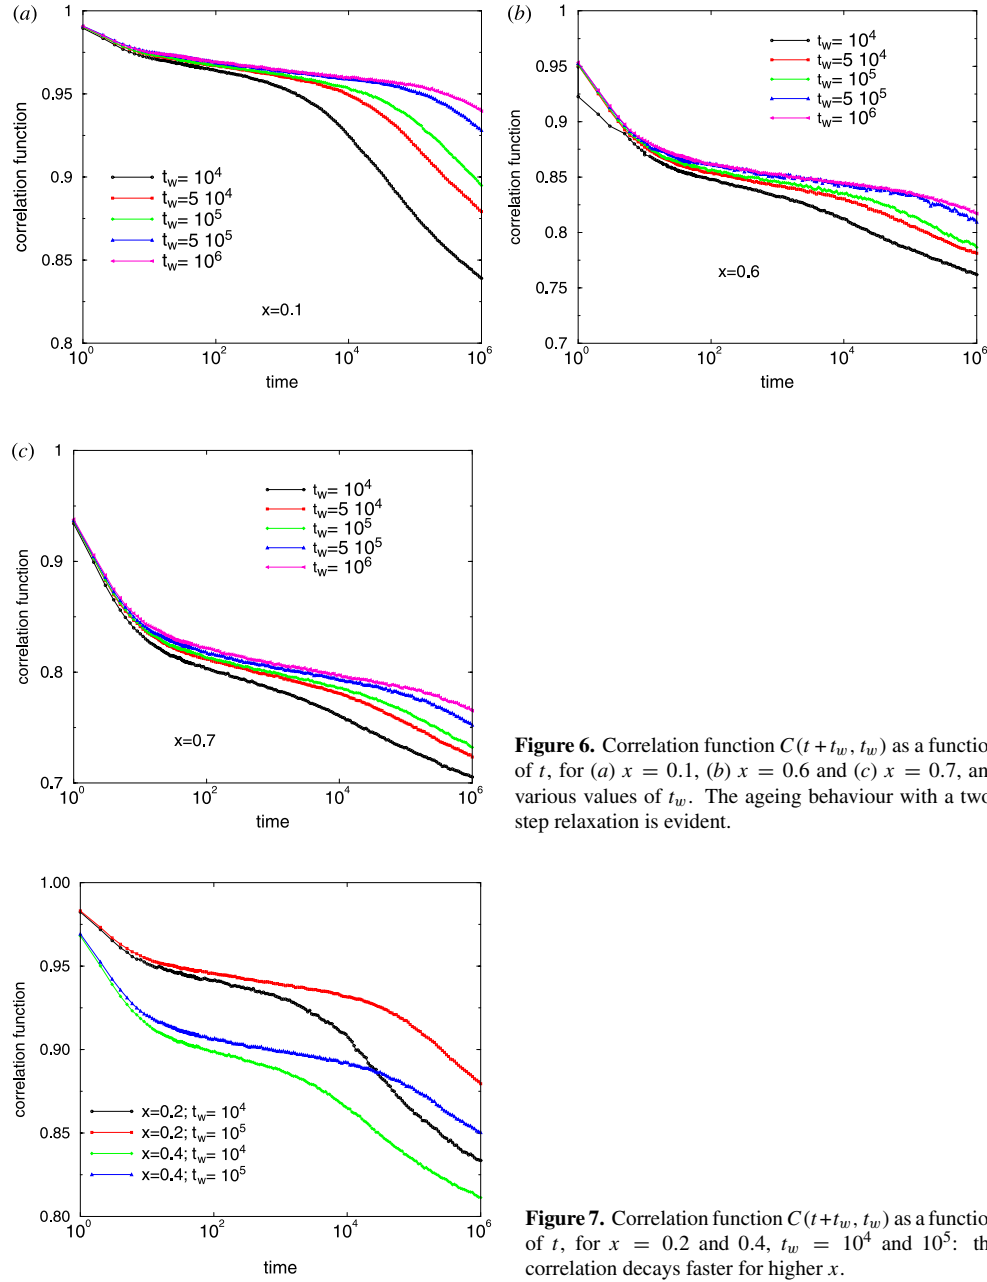 (a)
1
0.95
0.9
0.85
0.8
correlation function
t_w= 10^4
t_w=5 10^4
t_w= 10^5
t_w=5 10^5
t_w= 10^6
x=0.1
10^0 10^2 10^4 10^6
time
(b)
1
0.95
0.9
0.85
0.8
0.75
0.7
correlation function
t_w= 10^4
t_w=5 10^4
t_w= 10^5
t_w=5 10^5
t_w= 10^6
x=0.6
10^0 10^2 10^4 10^6
time
(c)
1
0.9
0.8
0.7
correlation function
t_w= 10^4
t_w=5 10^4
t_w= 10^5
t_w=5 10^5
t_w= 10^6
x=0.7
10^0 10^2 10^4 10^6
time
Figure 6. Correlation function C(t + t_w, t_w) as a function
of t, for (a) x = 0.1, (b) x = 0.6 and (c) x = 0.7, an
various values of t_w. The ageing behaviour with a two
step relaxation is evident.
1.00
0.95
0.90
0.85
0.80
correlation function
x=0.2; t_w= 10^4
x=0.2; t_w= 10^5
x=0.4; t_w= 10^4
x=0.4; t_w= 10^5
10^0 10^2 10^4 10^6
time
Figure 7. Correlation function C(t+t_w, t_w) as a function
of t, for x = 0.2 and 0.4, t_w = 10^4 and 10^5: th
correlation decays faster for higher x.